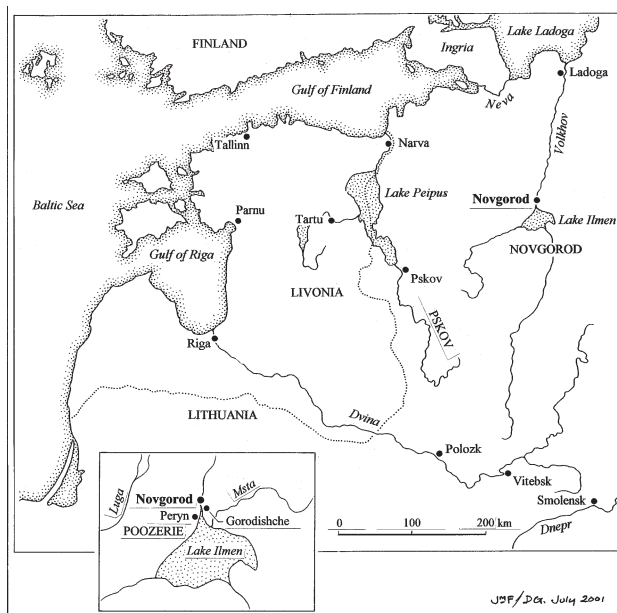 FINLAND
Ingria
Lake Ladoga
Ladoga
Gulf of Finland
Neva
Tallinn
Narva
Volkhov
Baltic Sea
Lake Peipus
Novgorod
Parnu
Tartu
Lake Ilmen
Gulf of Riga
NOVGOROD
Pskov
LIVONIA
PSKOV
Riga
LITHUANIA
Dvina
Polozk
Vitebsk
Smolensk
Dnepr
0 100 200 km
Luga
Novgorod
Msta
Peryn
Gorodishche
POOZERIE
Lake Ilmen
JJF/DG. July 2001